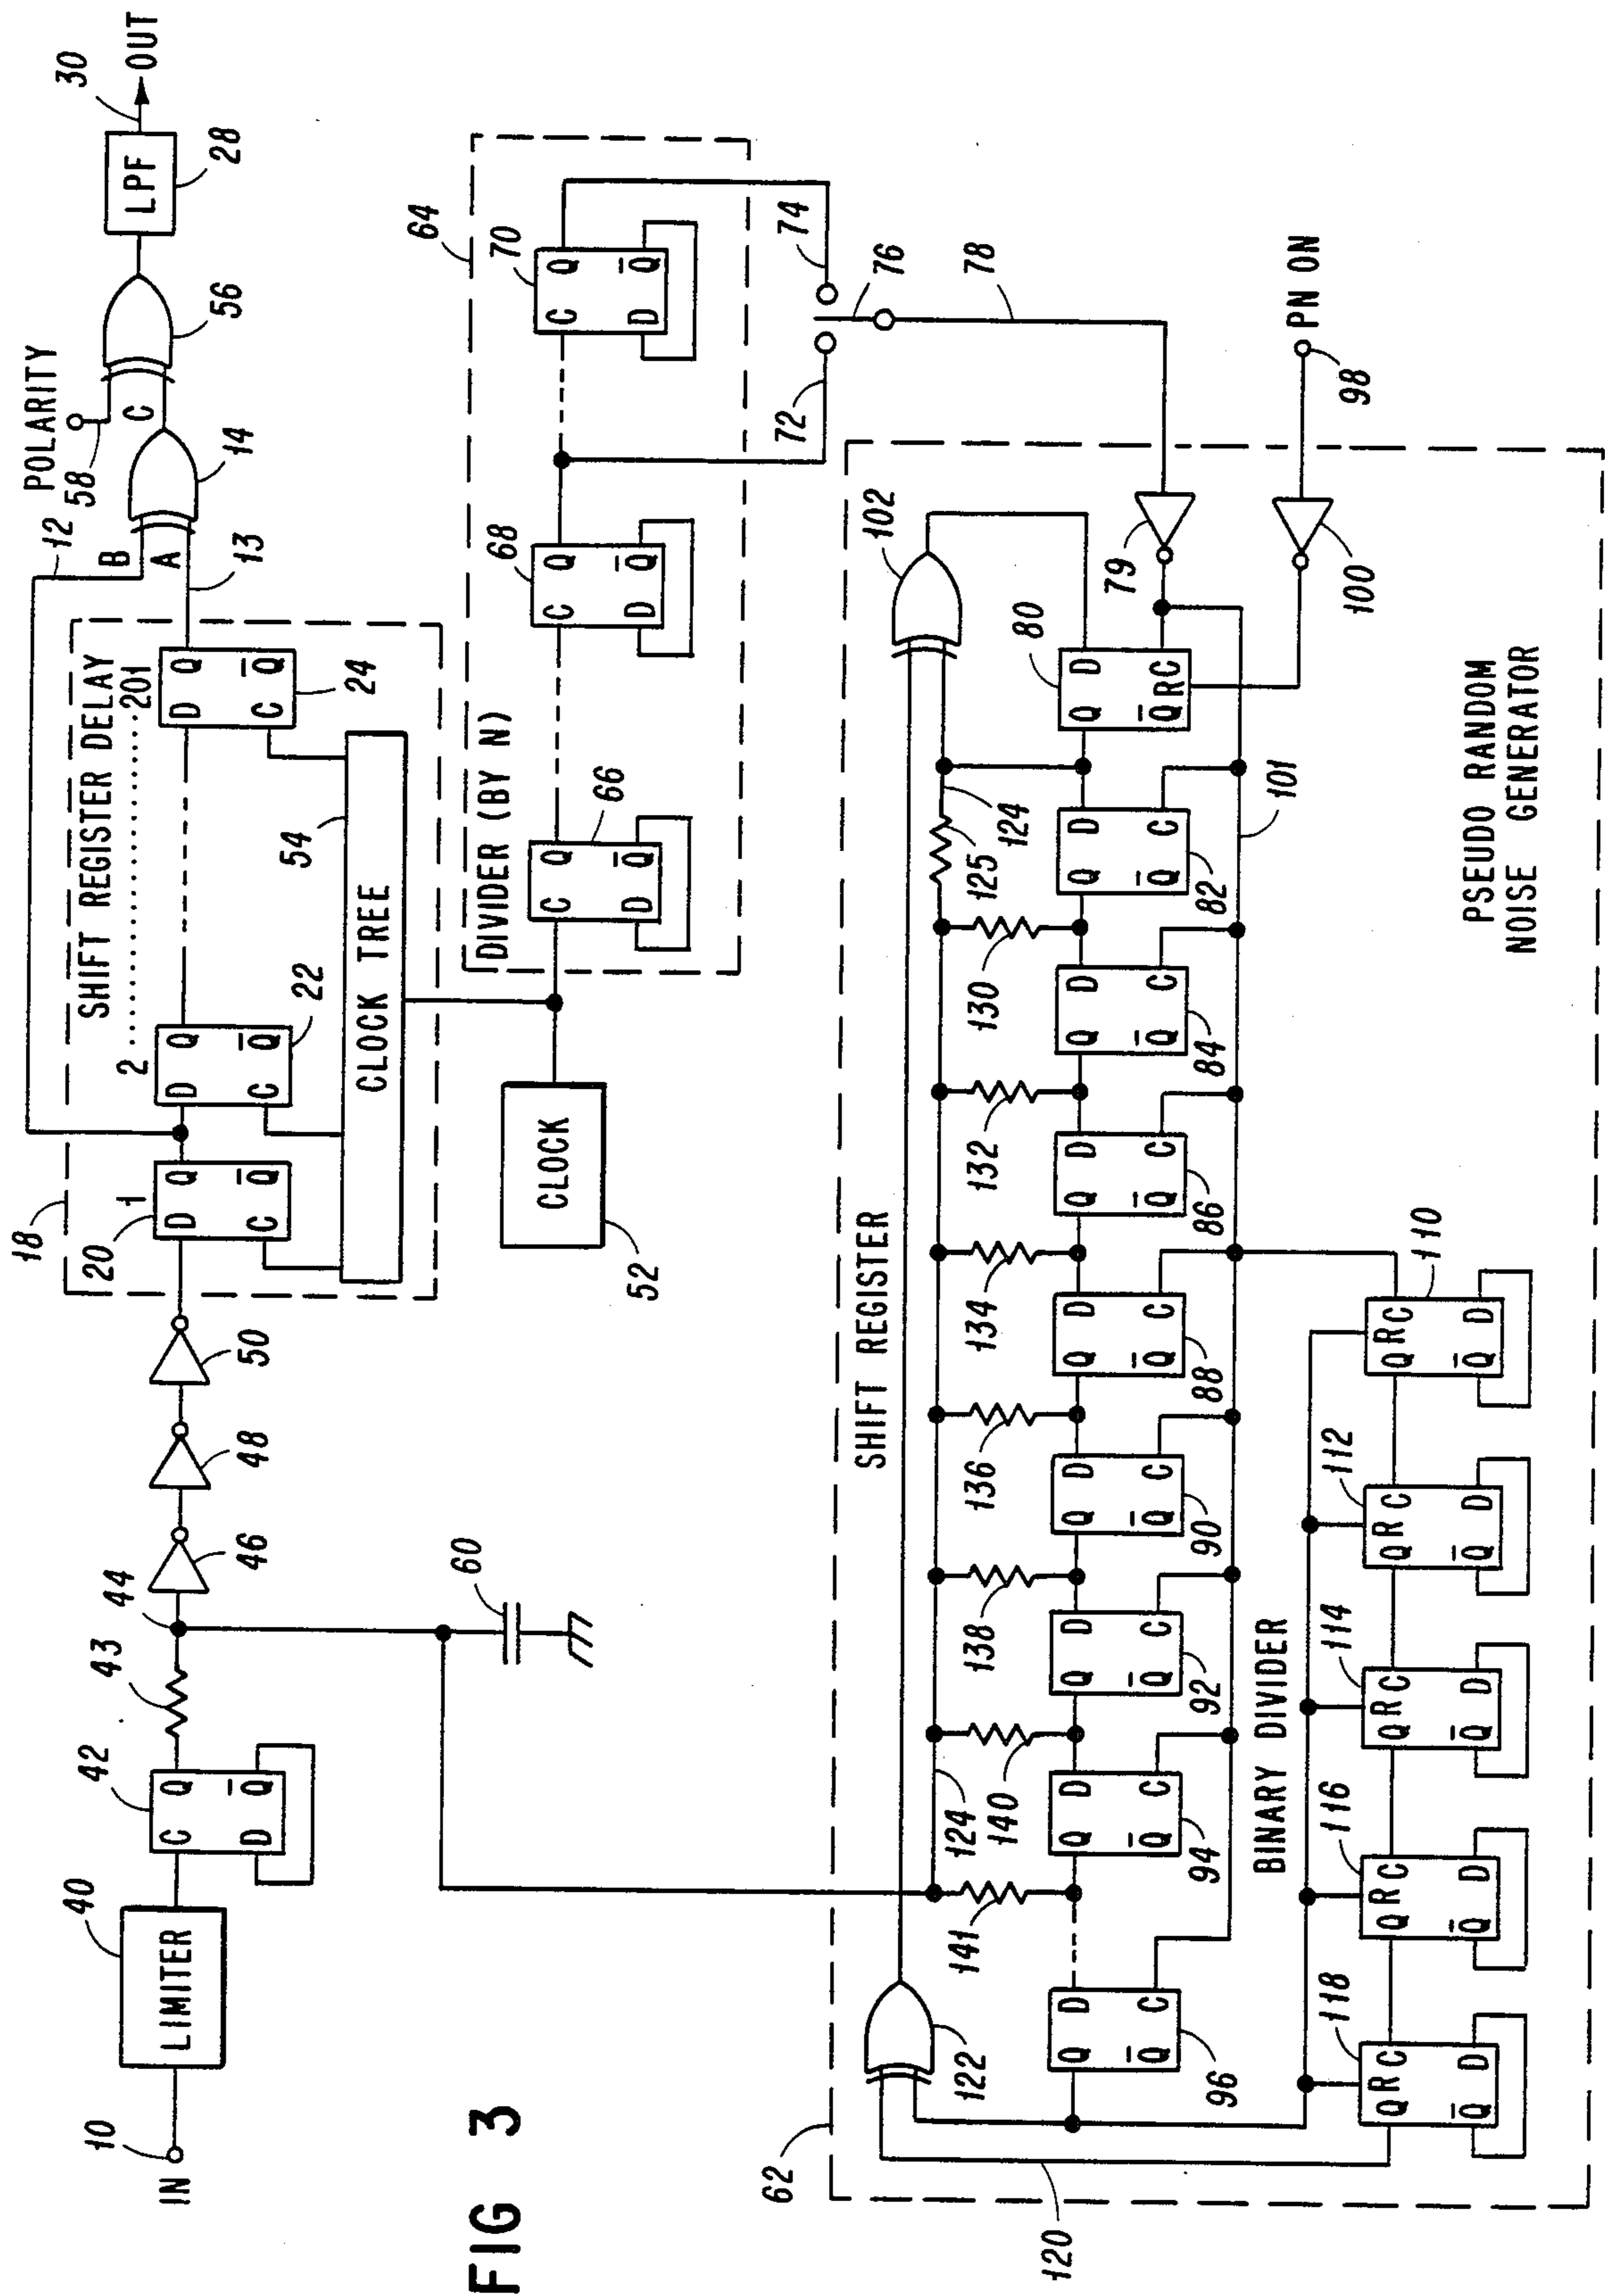 FIG 3
IN
10
LIMITER
40
C Q
D Q̅
42
43
44
46
48
50
60
18
SHIFT REGISTER DELAY
1
2 ........ 201
D Q
C Q̅
20
D Q
C Q̅
22
D Q
C Q̅
24
CLOCK TREE
54
12
13
B
A
14
C
POLARITY
58
56
LPF
28
30
OUT
CLOCK
52
DIVIDER (BY N)
64
C Q
D Q̅
66
C Q
D Q̅
68
C Q
D Q̅
70
72
74
76
78
62
SHIFT REGISTER
122
102
124
125
124
141
140
138
136
134
132
130
Q D
Q̅ C
96
Q D
Q̅ C
94
Q D
Q̅ C
92
Q D
Q̅ C
90
Q D
Q̅ C
88
Q D
Q̅ C
86
Q D
Q̅ C
84
Q D
Q̅ C
82
Q D
Q̅ R C
80
79
100
98
PN ON
101
BINARY DIVIDER
Q R C
Q̅ D
118
Q R C
Q̅ D
116
Q R C
Q̅ D
114
Q R C
Q̅ D
112
Q R C
Q̅ D
110
120
PSEUDO RANDOM
NOISE GENERATOR